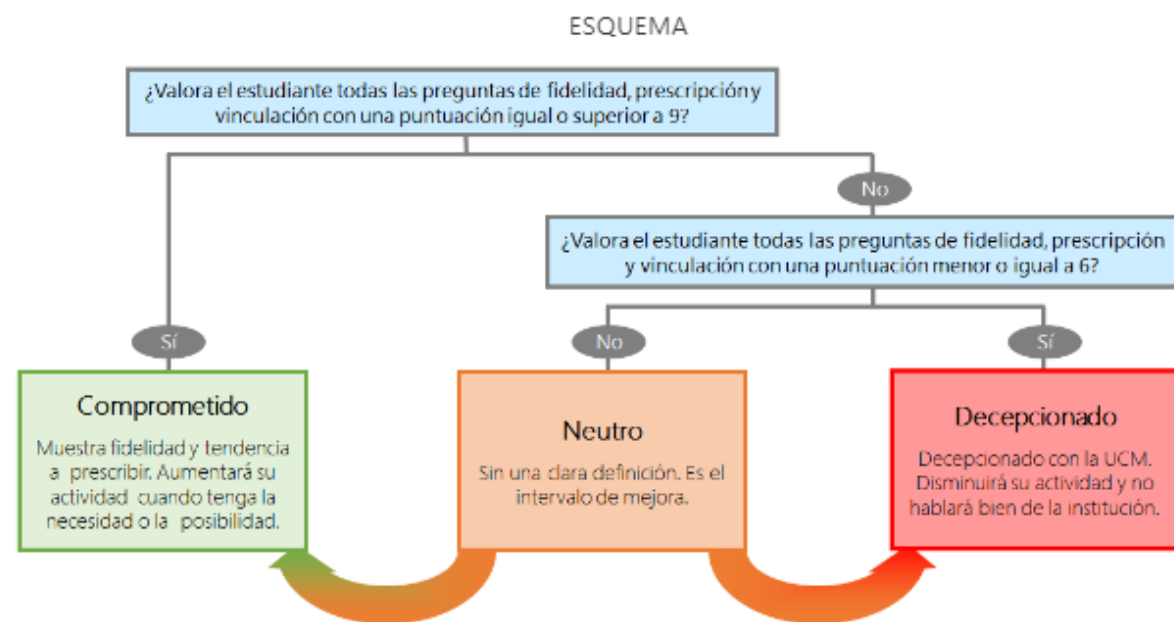 ESQUEMA
¿Valora el estudiante todas las preguntas de fidelidad, prescripción y
vinculación con una puntuación igual o superior a 9?
No
¿Valora el estudiante todas las preguntas de fidelidad, prescripción
y vinculación con una puntuación menor o igual a 6?
Sí
No
Sí
Comprometido
Muestra fidelidad y tendencia
a prescribir. Aumentará su
actividad cuando tenga la
necesidad o la posibilidad.
Neutro
Sin una clara definición. Es el
intervalo de mejora.
Decepcionado
Decepcionado con la UCM.
Disminuirá su actividad y no
hablará bien de la institución.